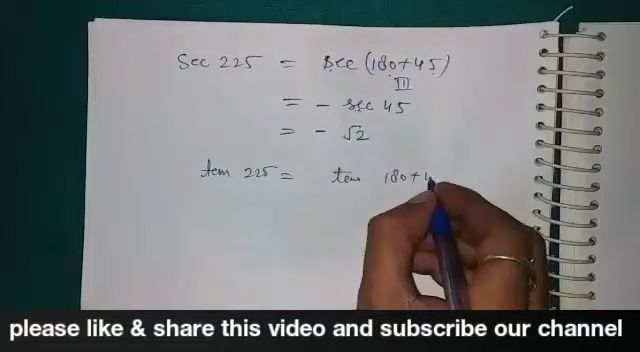 Sec 225 = sec (180+45)
III
= - sec 45
= - √2
tan 225 = tan 180+4
please like & share this video and subscribe our channel